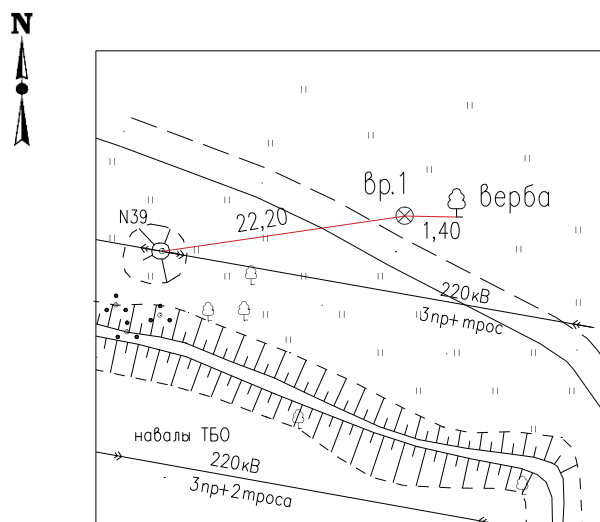 N
вр.1
верба
N39
22,20
1,40
220кВ
3пр+трос
навалы ТБО
220кВ
3пр+2троса